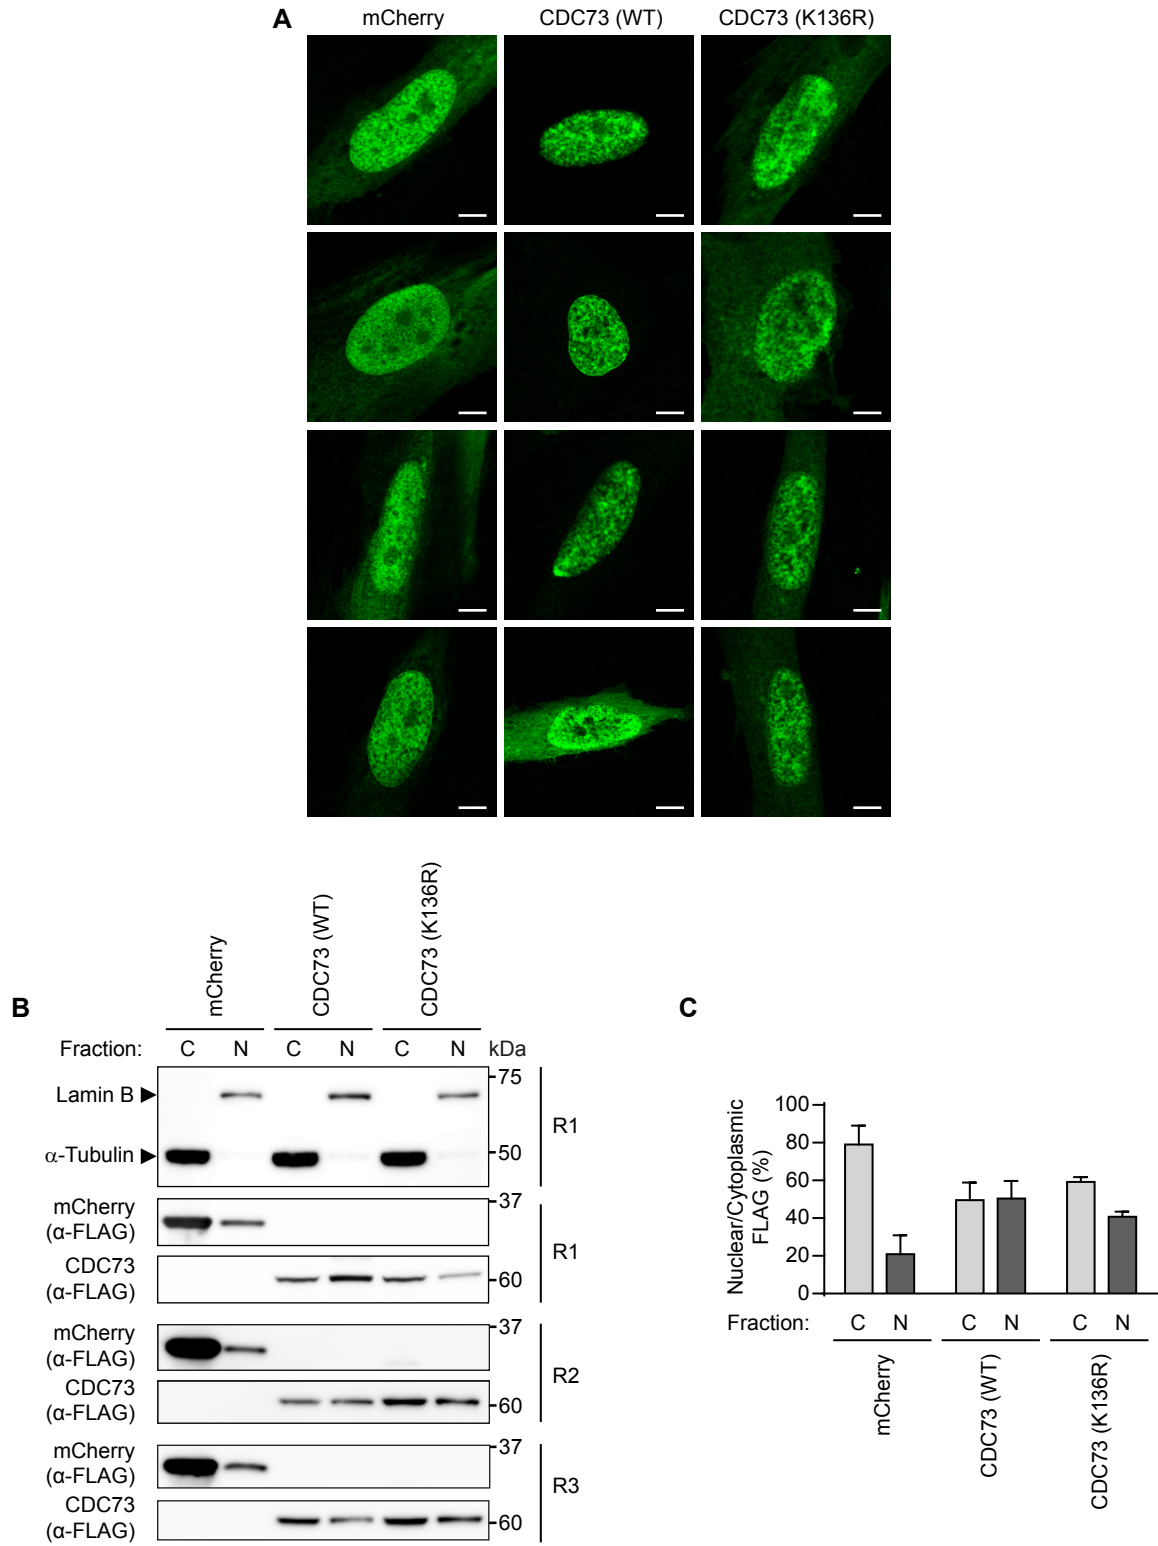 A
mCherry CDC73 (WT) CDC73 (K136R)
B
mCherry
CDC73 (WT)
CDC73 (K136R)
Fraction: C N C N C N kDa
Lamin B
α-Tubulin
75
50
R1
mCherry
(α-FLAG)
37
CDC73
(α-FLAG)
60
R1
mCherry
(α-FLAG)
37
CDC73
(α-FLAG)
60
R2
mCherry
(α-FLAG)
37
CDC73
(α-FLAG)
60
R3
C
Nuclear/Cytoplasmic
FLAG (%)
100
80
60
40
20
0
Fraction: C N C N C N
mCherry
CDC73 (WT)
CDC73 (K136R)